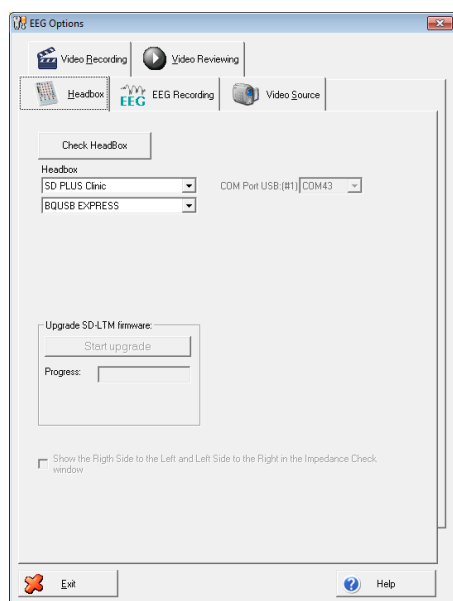 EEG Options
Video Recording
Video Reviewing
Headbox
EEG
EEG Recording
Video Source
Check HeadBox
Headbox
SD PLUS Clinic
COM Port USB:(#1) COM43
BQUSB EXPRESS
Upgrade SD-LTM firmware:
Start upgrade
Progress:
Show the Rigth Side to the Left and Left Side to the Right in the Impedance Check
window
Exit
? Help